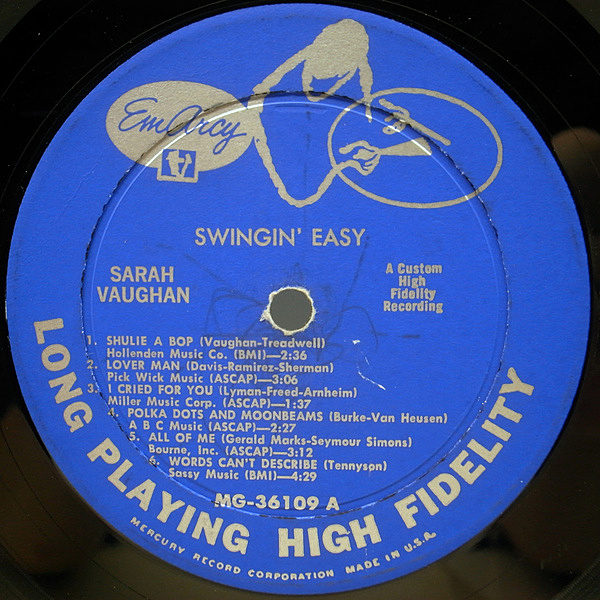 EmArcy
SWINGIN' EASY
SARAH
VAUGHAN
A Custom
High
Fidelity
Recording
1. SHULIE A BOP (Vaughan-Treadwell)
Hollenden Music Co. (BMI)—2:36
2. LOVER MAN (Davis-Ramirez-Sherman)
Pick Wick Music (ASCAP)—3:06
3. I CRIED FOR YOU (Lyman-Freed-Arnheim)
Miller Music Corp. (ASCAP)—1:37
4. POLKA DOTS AND MOONBEAMS (Burke-Van Heusen)
A B C Music (ASCAP)—2:27
5. ALL OF ME (Gerald Marks-Seymour Simons)
Bourne, Inc. (ASCAP)—3:12
6. WORDS CAN'T DESCRIBE (Tennyson)
Sassy Music (BMI)—4:29
MG-36109 A
LONG PLAYING HIGH FIDELITY
MERCURY RECORD CORPORATION MADE IN U.S.A.